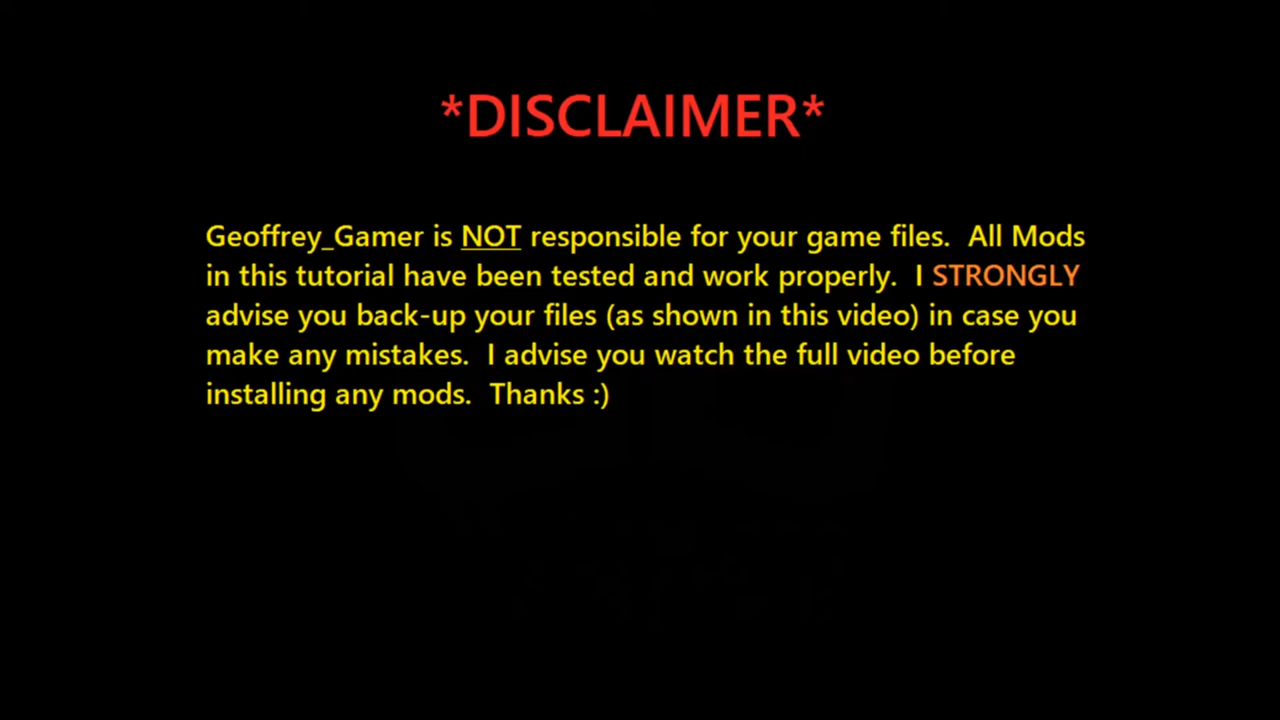 *DISCLAIMER*
Geoffrey_Gamer is NOT responsible for your game files.  All Mods
in this tutorial have been tested and work properly.  I STRONGLY
advise you back-up your files (as shown in this video) in case you
make any mistakes.  I advise you watch the full video before
installing any mods.  Thanks :)